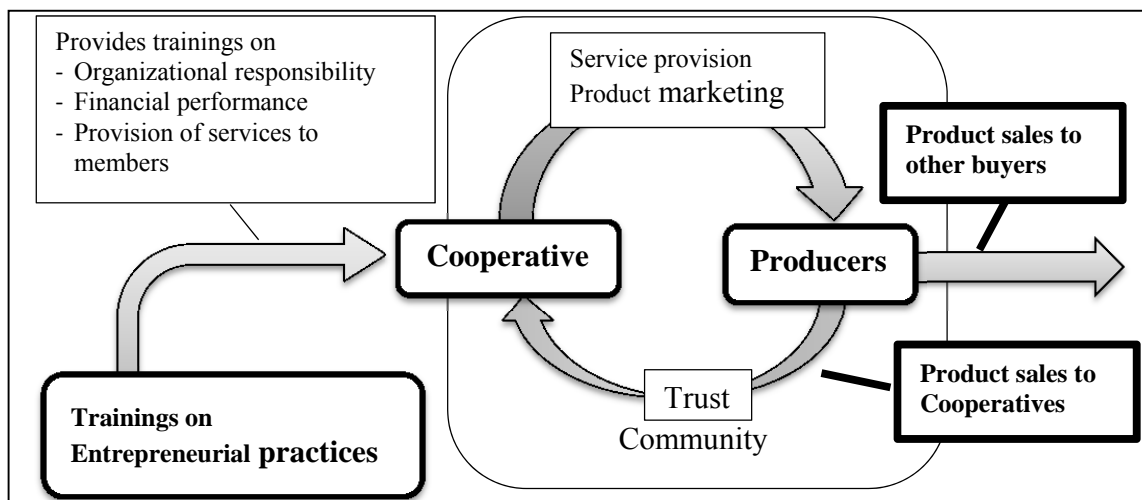 Provides trainings on
- Organizational responsibility
- Financial performance
- Provision of services to
members
Service provision
Product marketing
Product sales to
other buyers
Cooperative
Producers
Trainings on
Entrepreneurial practices
Trust
Community
Product sales to
Cooperatives